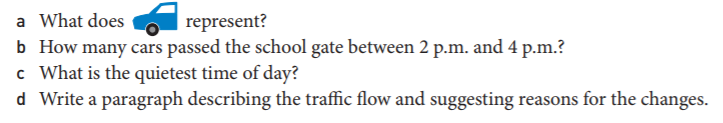 a What does represent?
b How many cars passed the school gate between 2 p.m. and 4 p.m.?
c What is the quietest time of day?
d Write a paragraph describing the traffic flow and suggesting reasons for the changes.